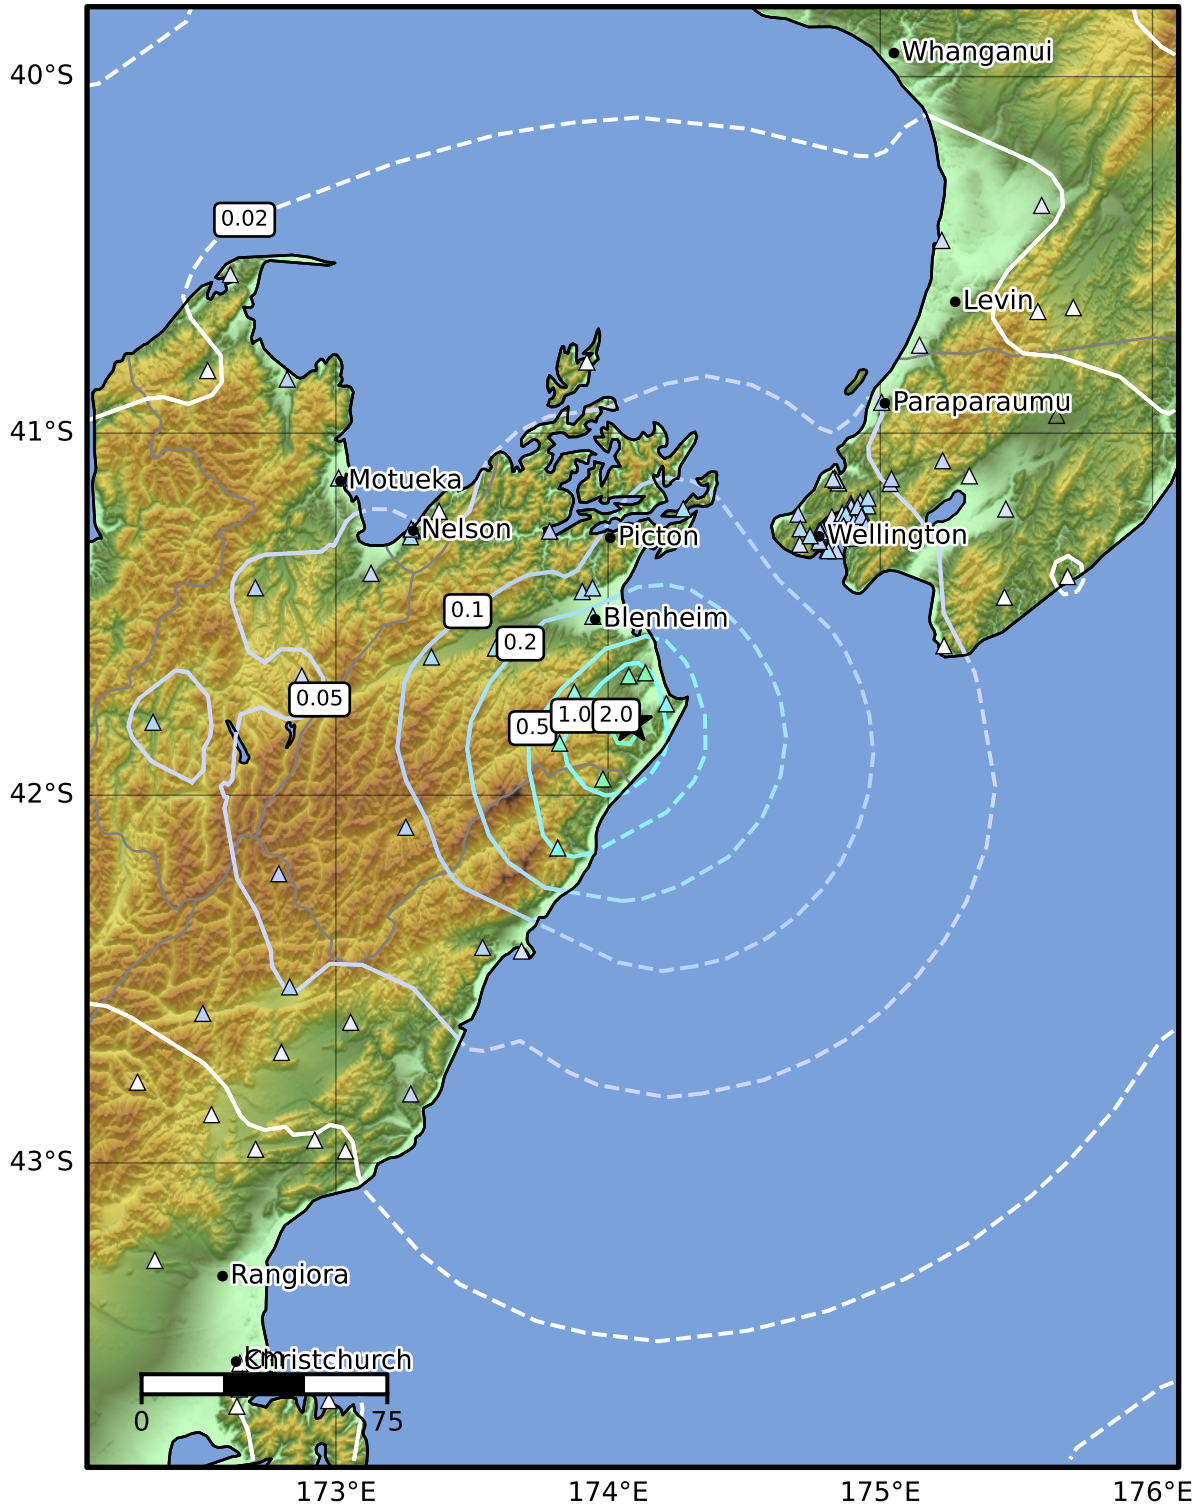 Whanganui
40°S
0.02
Levin
Paraparaumu
41°S
Motueka
Nelson
Wellington
Picton
0.1
Blenheim
0.2
0.05
0.5
1.0
2.0
42°S
43°S
Rangiora
km
Christchurch
0
75
173°E
174°E
175°E
176°E